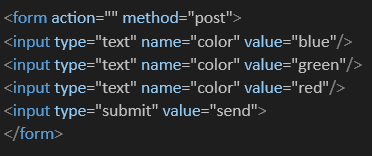 <form action="" method="post">
<input type="text" name="color" value="blue"/>
<input type="text" name="color" value="green"/>
<input type="text" name="color" value="red"/>
<input type="submit" value="send">
</form>